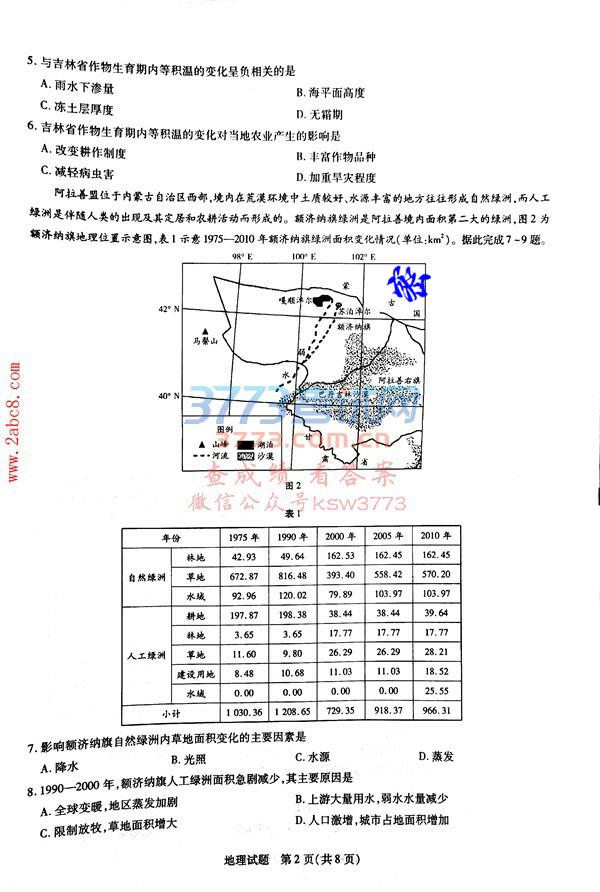 5. 与吉林省作物生育期内等积温的变化呈负相关的是
A. 雨水下渗量 B. 海平面高度
C. 冻土层厚度 D. 无霜期
6. 吉林省作物生育期内等积温的变化对当地农业产生的影响是
A. 改变耕作制度 B. 丰富作物品种
C. 减轻病虫害 D. 加重旱灾程度
阿拉善盟位于内蒙古自治区西部,境内在荒漠环境中土质较好、水源丰富的地方往往形成自然绿洲,而人工
绿洲是伴随人类的出现及其定居和农耕活动而形成的。额济纳旗绿洲是阿拉善境内面积第二大的绿洲,图2为
额济纳旗地理位置示意图,表1示意1975—2010年额济纳旗绿洲面积变化情况(单位:km²)。据此完成7~9题。
98° E 100° E 102° E
蒙
古
国
42° N
嘎顺淖尔
苏泊淖尔
额济纳旗
马鬃山
弱
水
阿拉善右旗
巴丹吉林沙漠
40° N
甘
肃
省
图例
山峰 湖泊
河流 沙漠
3773考试网
3773.com.cn
查成绩 看答案
微信公众号ksw3773
www.2abc8.com
图2
表1
年份 1975年 1990年 2000年 2005年 2010年
自然绿洲 林地 42.93 49.64 162.53 162.45 162.45
草地 672.87 816.48 393.40 558.42 570.20
水域 92.96 120.02 79.89 103.97 103.97
人工绿洲 耕地 197.87 198.38 38.44 38.44 39.64
林地 3.65 3.65 17.77 17.77 17.77
草地 11.60 9.80 26.29 26.29 28.21
建设用地 8.48 10.68 11.03 11.03 18.52
水域 0.00 0.00 0.00 0.00 25.55
小计 1 030.36 1 208.65 729.35 918.37 966.31
7. 影响额济纳旗自然绿洲内草地面积变化的主要因素是
A. 降水 B. 光照 C. 水源 D. 蒸发
8. 1990—2000年,额济纳旗人工绿洲面积急剧减少,其主要原因是
A. 全球变暖,地区蒸发加剧 B. 上游大量用水,弱水水量减少
C. 限制放牧,草地面积增大 D. 人口激增,城市占地面积增加
地理试题 第2页(共8页)